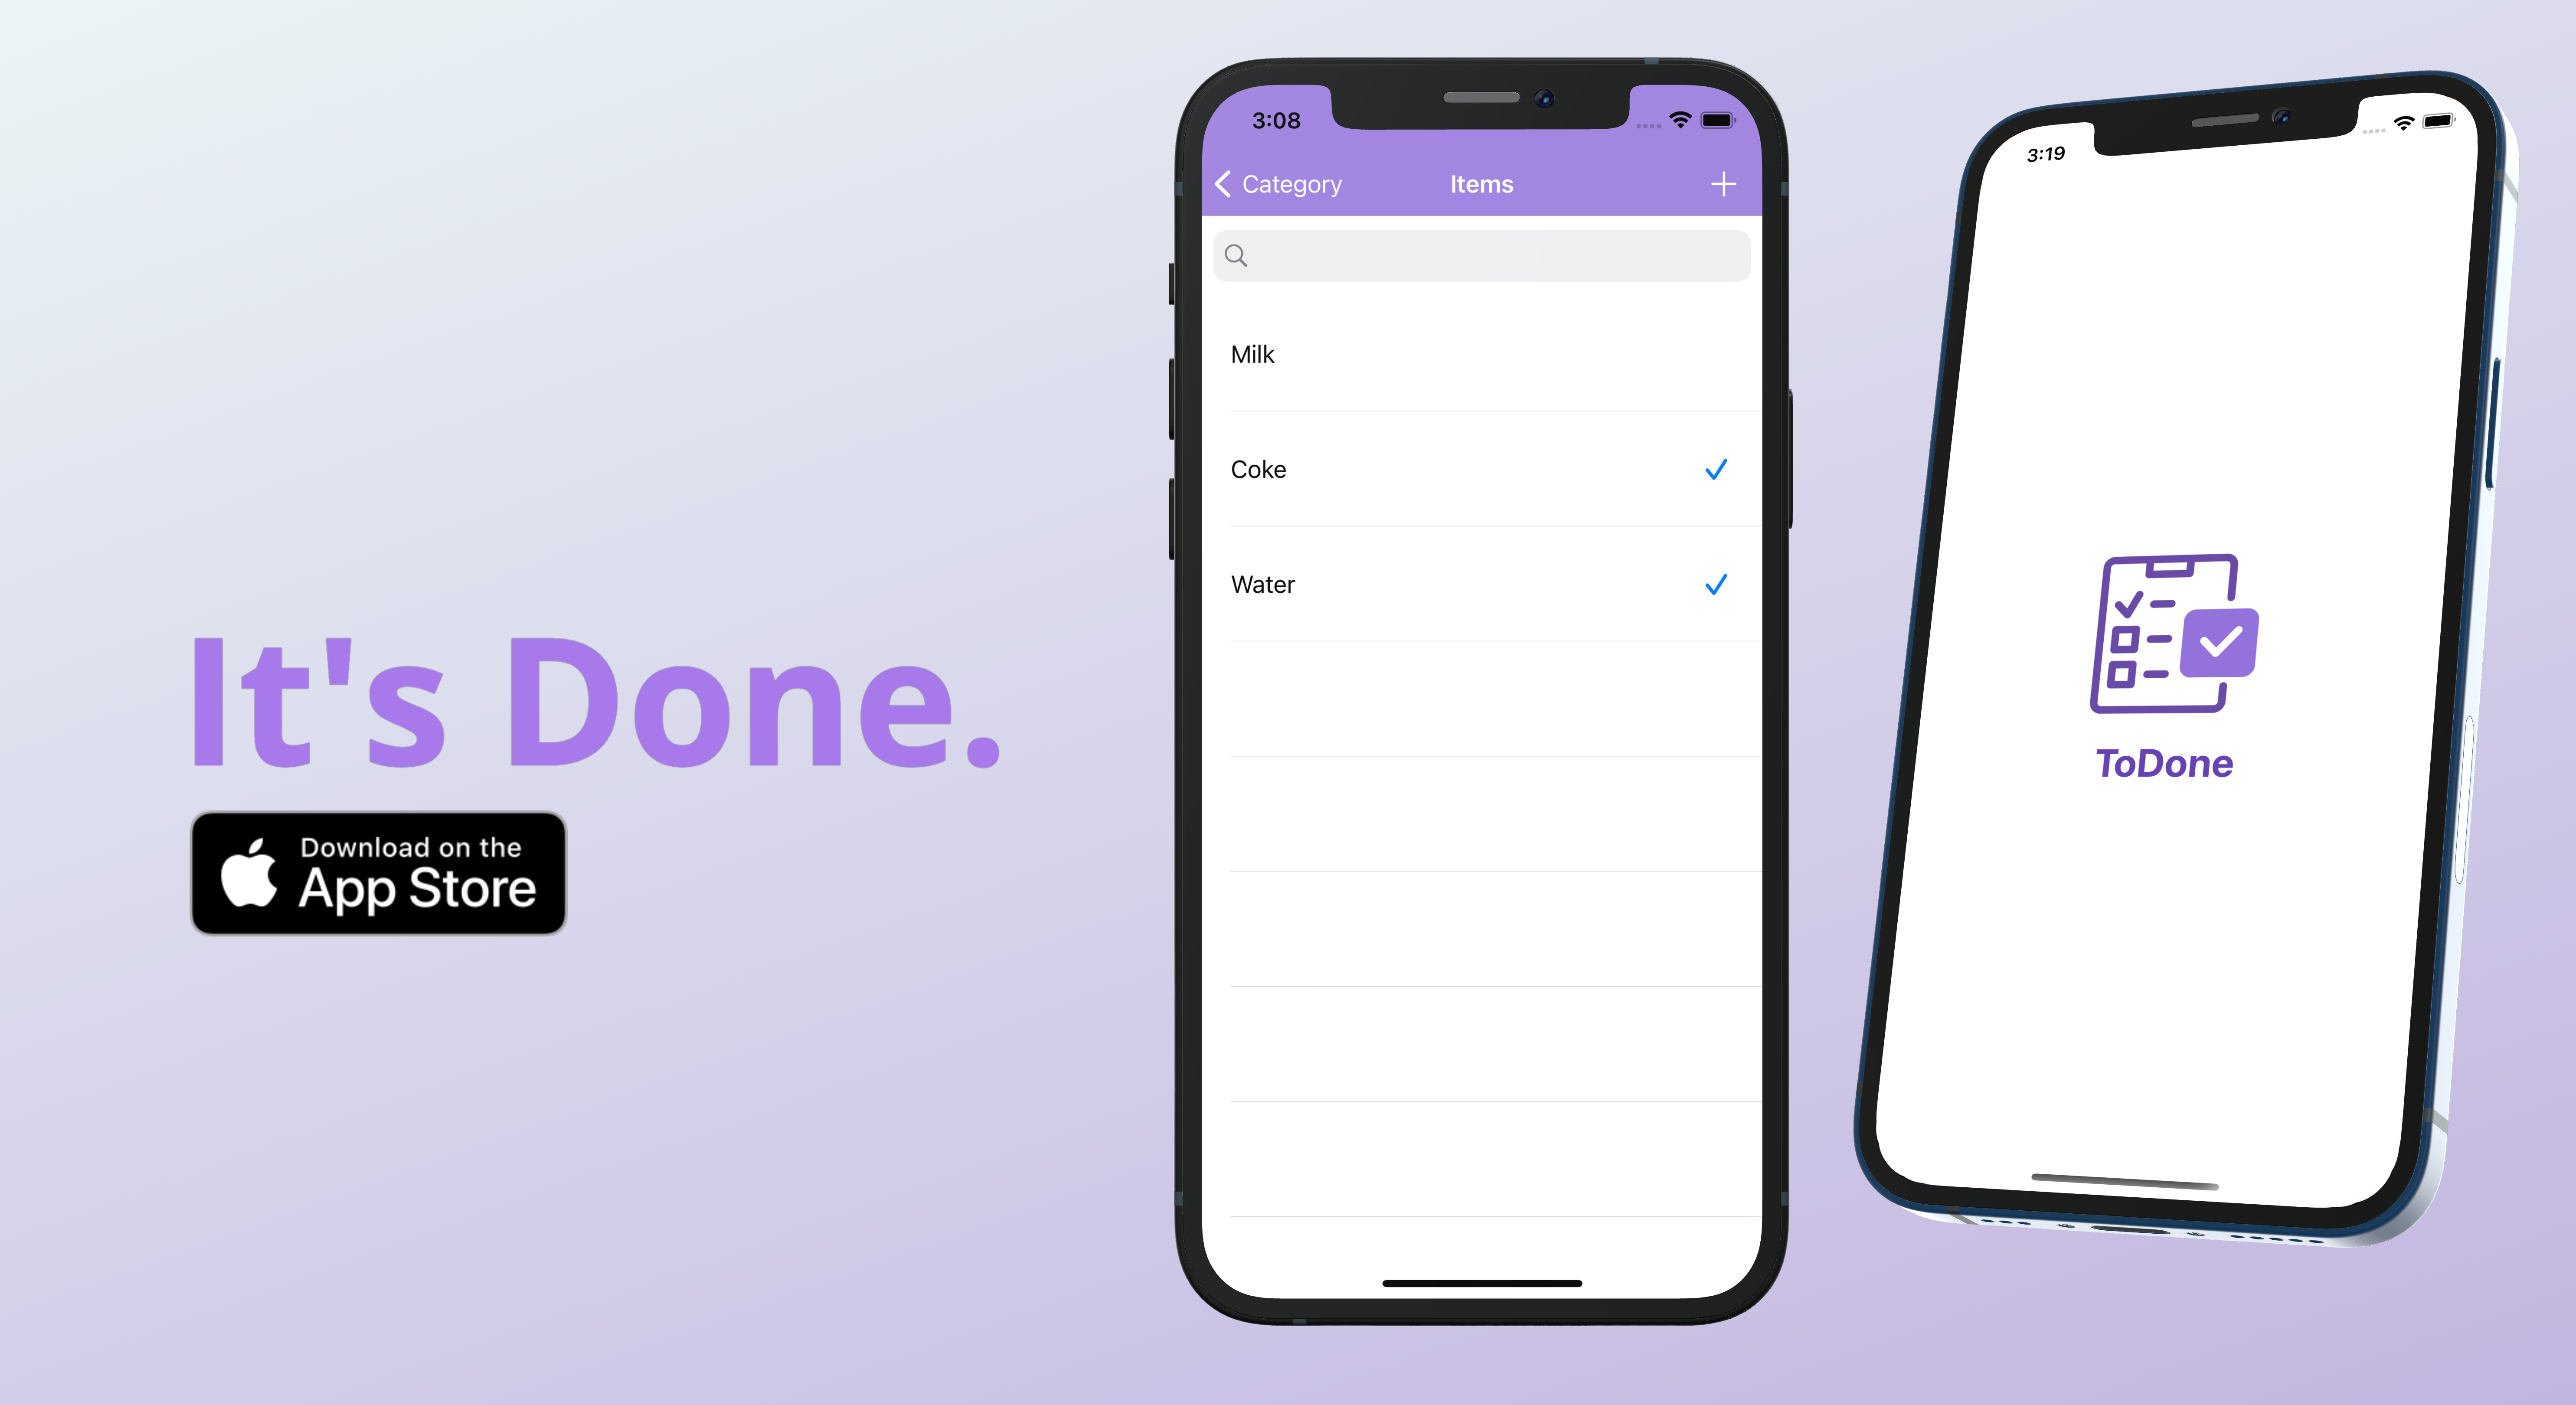 It's Done.
Download on the
App Store
3:08
Category
Items
Milk
Coke
Water
3:19
ToDone